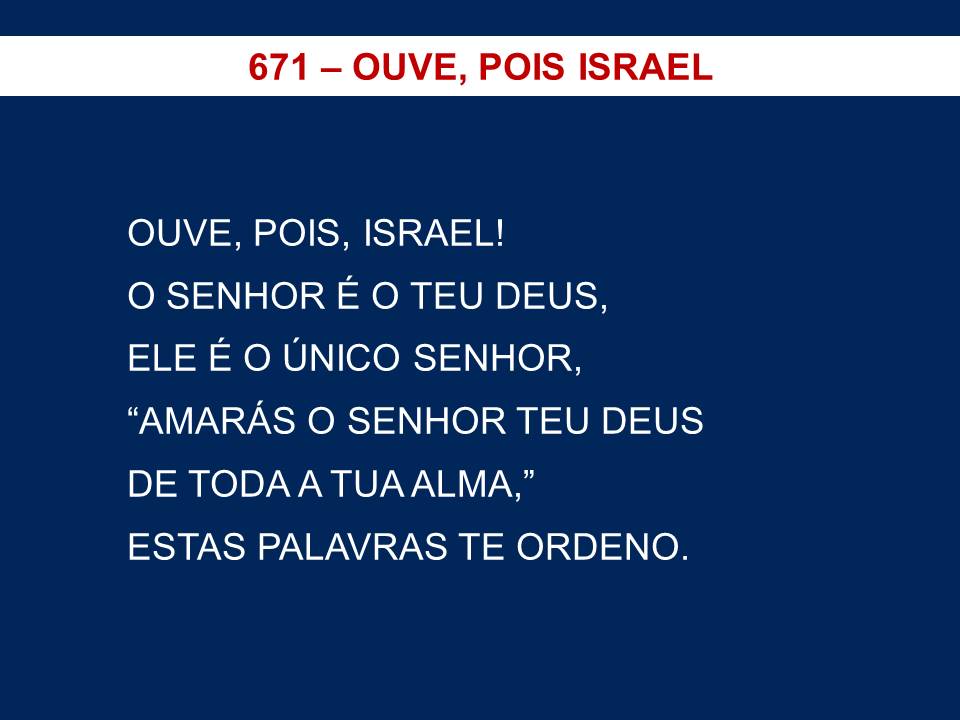 671 – OUVE, POIS ISRAEL
OUVE, POIS, ISRAEL!
O SENHOR É O TEU DEUS,
ELE É O ÚNICO SENHOR,
“AMARÁS O SENHOR TEU DEUS
DE TODA A TUA ALMA,”
ESTAS PALAVRAS TE ORDENO.